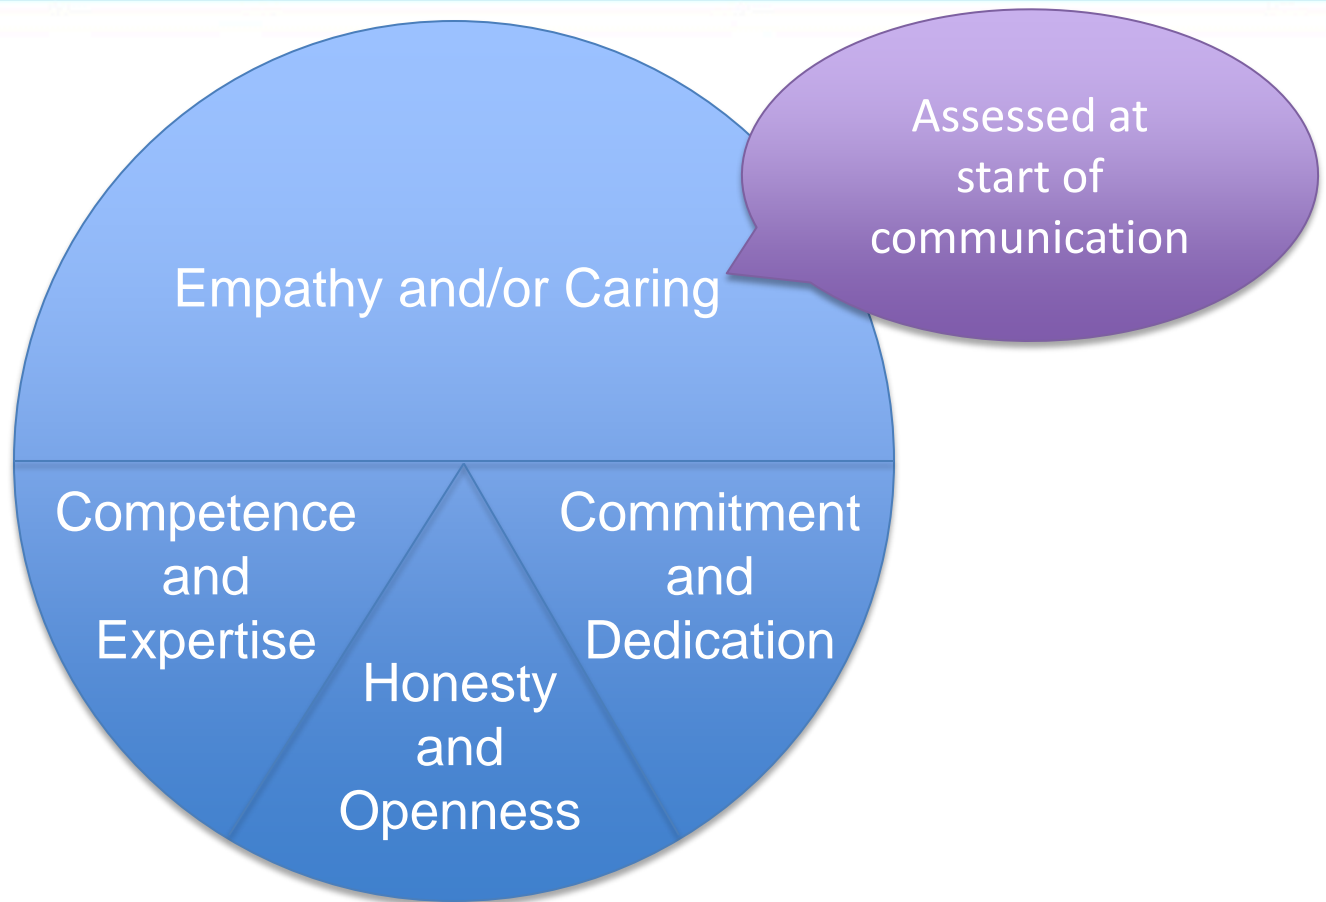 Assessed at
start of
communication
Empathy and/or Caring
Competence
and
Expertise
Commitment
and
Dedication
Honesty
and
Openness